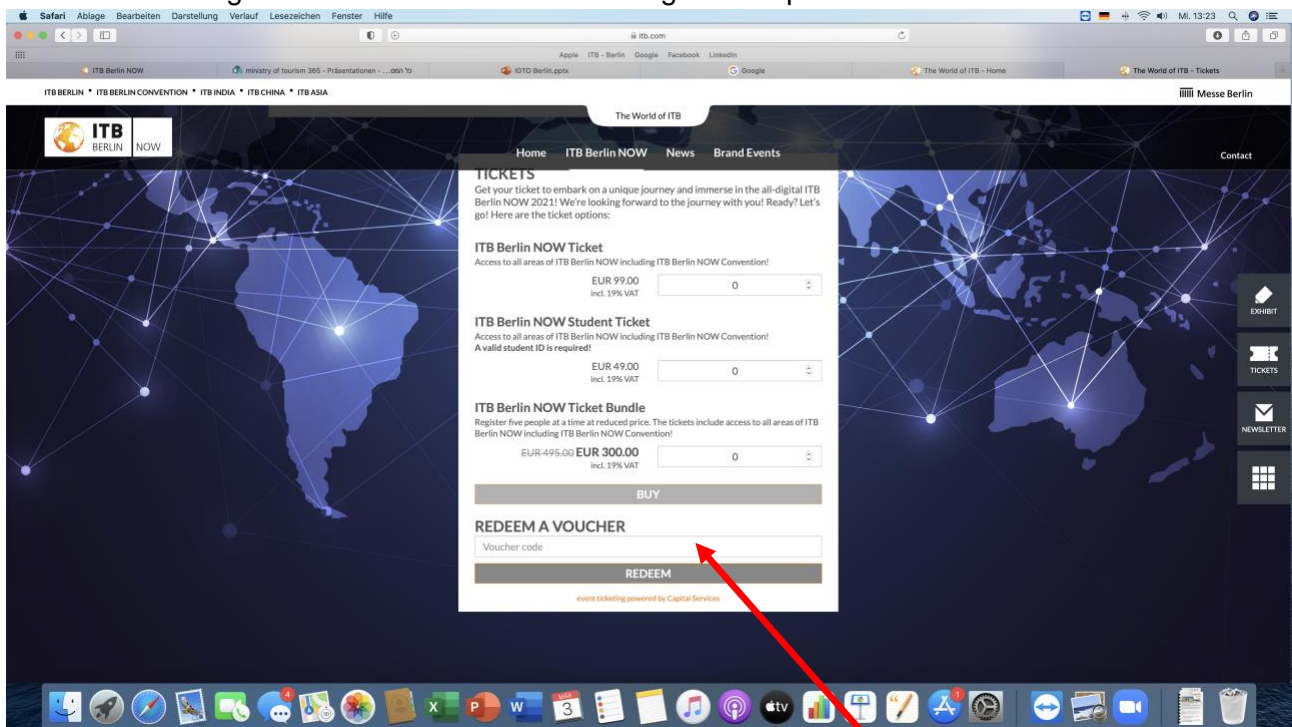 Safari Ablage Bearbeiten Darstellung Verlauf Lesezeichen Fenster Hilfe
Mi. 13:23
itb.com
Apple ITB - Berlin Google Facebook LinkedIn
ITB Berlin NOW
ministry of tourism 365 - Präsentationen - ...
IGTO Berlin.pptx
Google
The World of ITB - Home
The World of ITB - Tickets
ITB BERLIN • ITB BERLIN CONVENTION • ITB INDIA • ITB CHINA • ITB ASIA
Messe Berlin
The World of ITB
ITB
BERLIN NOW
Home ITB Berlin NOW News Brand Events
Contact
TICKETS
Get your ticket to embark on a unique journey and immerse in the all-digital ITB
Berlin NOW 2021! We're looking forward to the journey with you! Ready? Let's
go! Here are the ticket options:
ITB Berlin NOW Ticket
Access to all areas of ITB Berlin NOW including ITB Berlin NOW Convention!
EUR 99.00
incl. 19% VAT
0
ITB Berlin NOW Student Ticket
Access to all areas of ITB Berlin NOW including ITB Berlin NOW Convention!
A valid student ID is required!
EUR 49.00
incl. 19% VAT
0
ITB Berlin NOW Ticket Bundle
Register five people at a time at reduced price. The tickets include access to all areas of ITB
Berlin NOW including ITB Berlin NOW Convention!
EUR 495.00 EUR 300.00
incl. 19% VAT
0
BUY
REDEEM A VOUCHER
Voucher code
REDEEM
event ticketing powered by Capital Services
EXHIBIT
TICKETS
NEWSLETTER
4
MÄR
3
tv
1